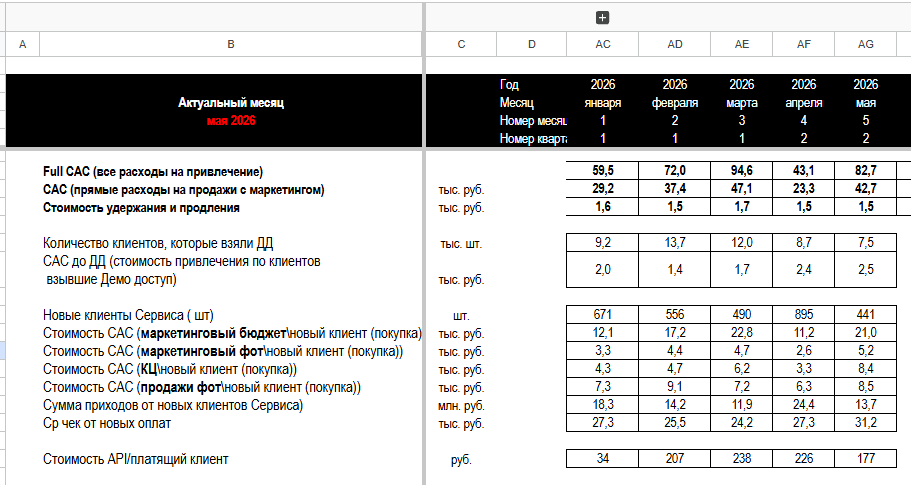 A B C D AC AD AE AF AG
Год 2026 2026 2026 2026 2026
Актуальный месяц Месяц января февраля марта апреля мая
мая 2026 Номер месяц 1 2 3 4 5
Номер кварта 1 1 1 2 2
Full CAC (все расходы на привлечение) 59,5 72,0 94,6 43,1 82,7
CAC (прямые расходы на продажи с маркетингом) тыс. руб. 29,2 37,4 47,1 23,3 42,7
Стоимость удержания и продления тыс. руб. 1,6 1,5 1,7 1,5 1,5
Количество клиентов, которые взяли ДД тыс. шт. 9,2 13,7 12,0 8,7 7,5
CAC до ДД (стоимость привлечения по клиентов
взывшие Демо доступ) тыс. руб. 2,0 1,4 1,7 2,4 2,5
Новые клиенты Сервиса ( шт) шт. 671 556 490 895 441
Стоимость CAC (маркетинговый бюджет\новый клиент (покупка) тыс. руб. 12,1 17,2 22,8 11,2 21,0
Стоимость CAC (маркетинговый фот\новый клиент (покупка)) тыс. руб. 3,3 4,4 4,7 2,6 5,2
Стоимость CAC (КЦ\новый клиент (покупка)) тыс. руб. 4,3 4,7 6,2 3,3 8,4
Стоимость CAC (продажи фот\новый клиент (покупка)) тыс. руб. 7,3 9,1 7,2 6,3 8,5
Сумма приходов от новых клиентов Сервиса) млн. руб. 18,3 14,2 11,9 24,4 13,7
Ср чек от новых оплат тыс. руб. 27,3 25,5 24,2 27,3 31,2
Стоимость API/платящий клиент руб. 34 207 238 226 177